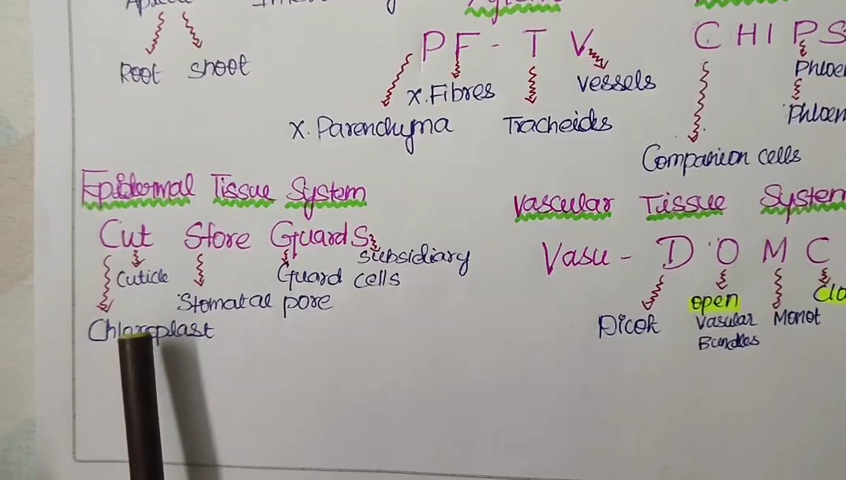 Root shoot
PF - T V
CHIPS
x. Fibres
vessels
x. Parenchyma
Tracheids
Companion cells
Epidermal Tissue System
Cut Store Guards
Subsidiary
Cuticle
Guard cells
Stomatal pore
Chloroplast
Vascular Tissue System
Vasu - D O M C
Dicot
open
Vascular
Bundles
Monot